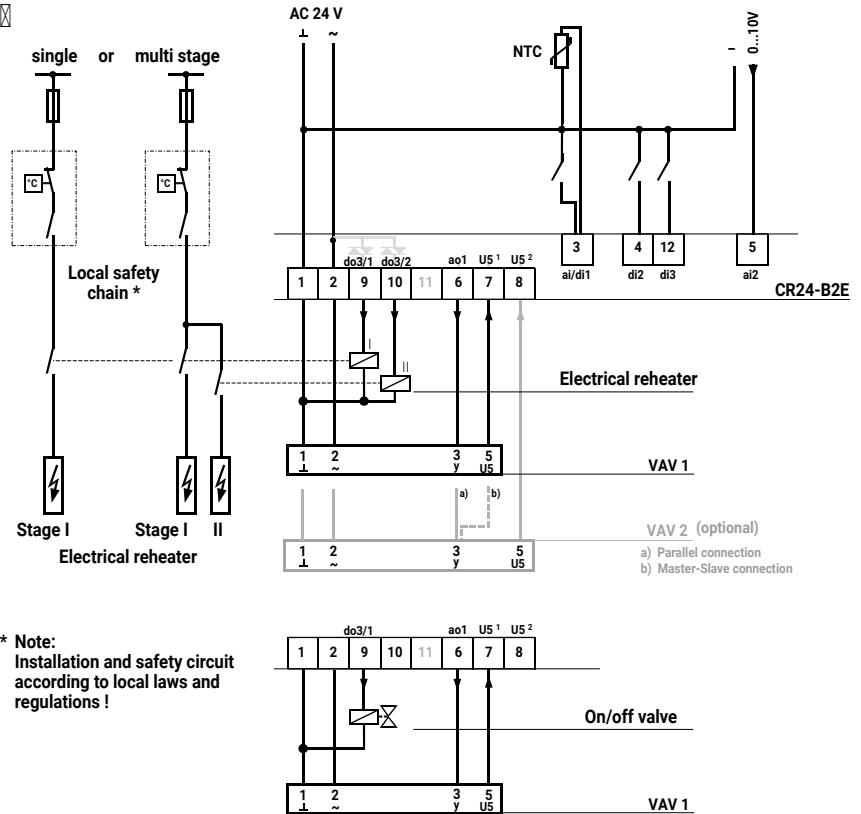 AC 24 V
⊥ ~
single or multi stage
NTC
– 0...10V
°C °C
Local safety
chain *
do3/1 do3/2 ao1 U5 1 U5 2
1 2 9 10 11 6 7 8
3 4 12 5
ai/di1 di2 di3 ai2
CR24-B2E
I
II
Electrical reheater
1 2 3 5
⊥ ~ y U5
VAV 1
a) b)
Stage I Stage I II
Electrical reheater
VAV 2 (optional)
1 2 3 5
⊥ ~ y U5
a) Parallel connection
b) Master-Slave connection
* Note:
Installation and safety circuit
according to local laws and
regulations !
do3/1 ao1 U5 1 U5 2
1 2 9 10 11 6 7 8
On/off valve
1 2 3 5
⊥ ~ y U5
VAV 1